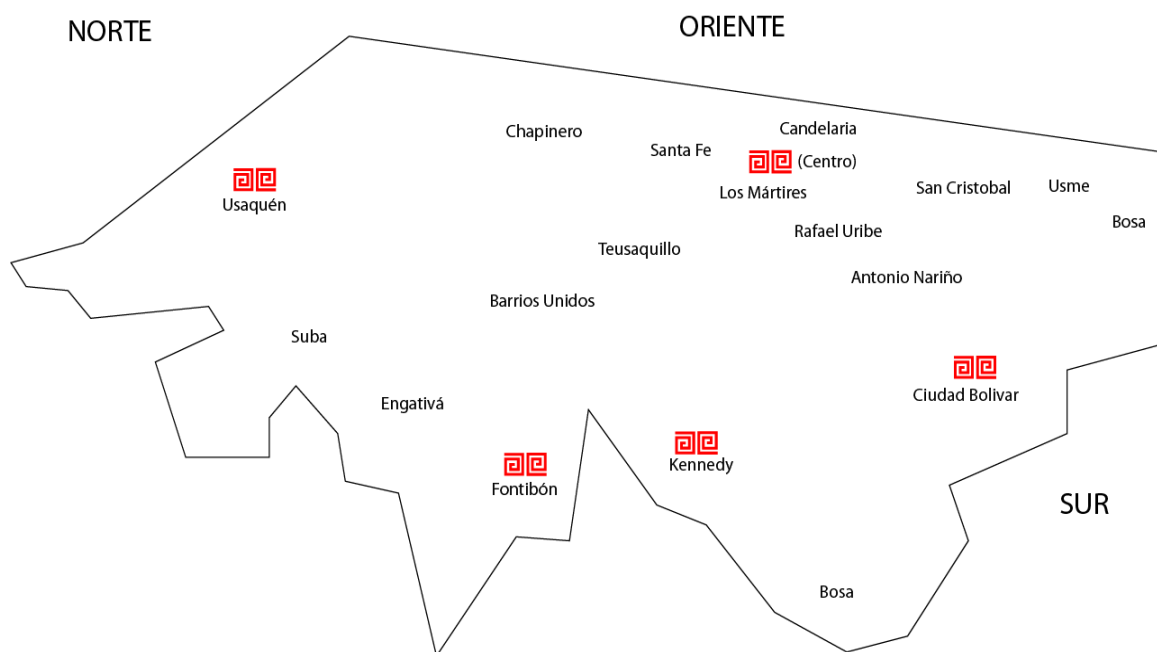 NORTE
ORIENTE
Chapinero
Candelaria
Santa Fe
(Centro)
Usaquén
Los Mártires
San Cristobal
Usme
Bosa
Rafael Uribe
Teusaquillo
Antonio Nariño
Barrios Unidos
Suba
Ciudad Bolivar
Engativá
Kennedy
Fontibón
SUR
Bosa